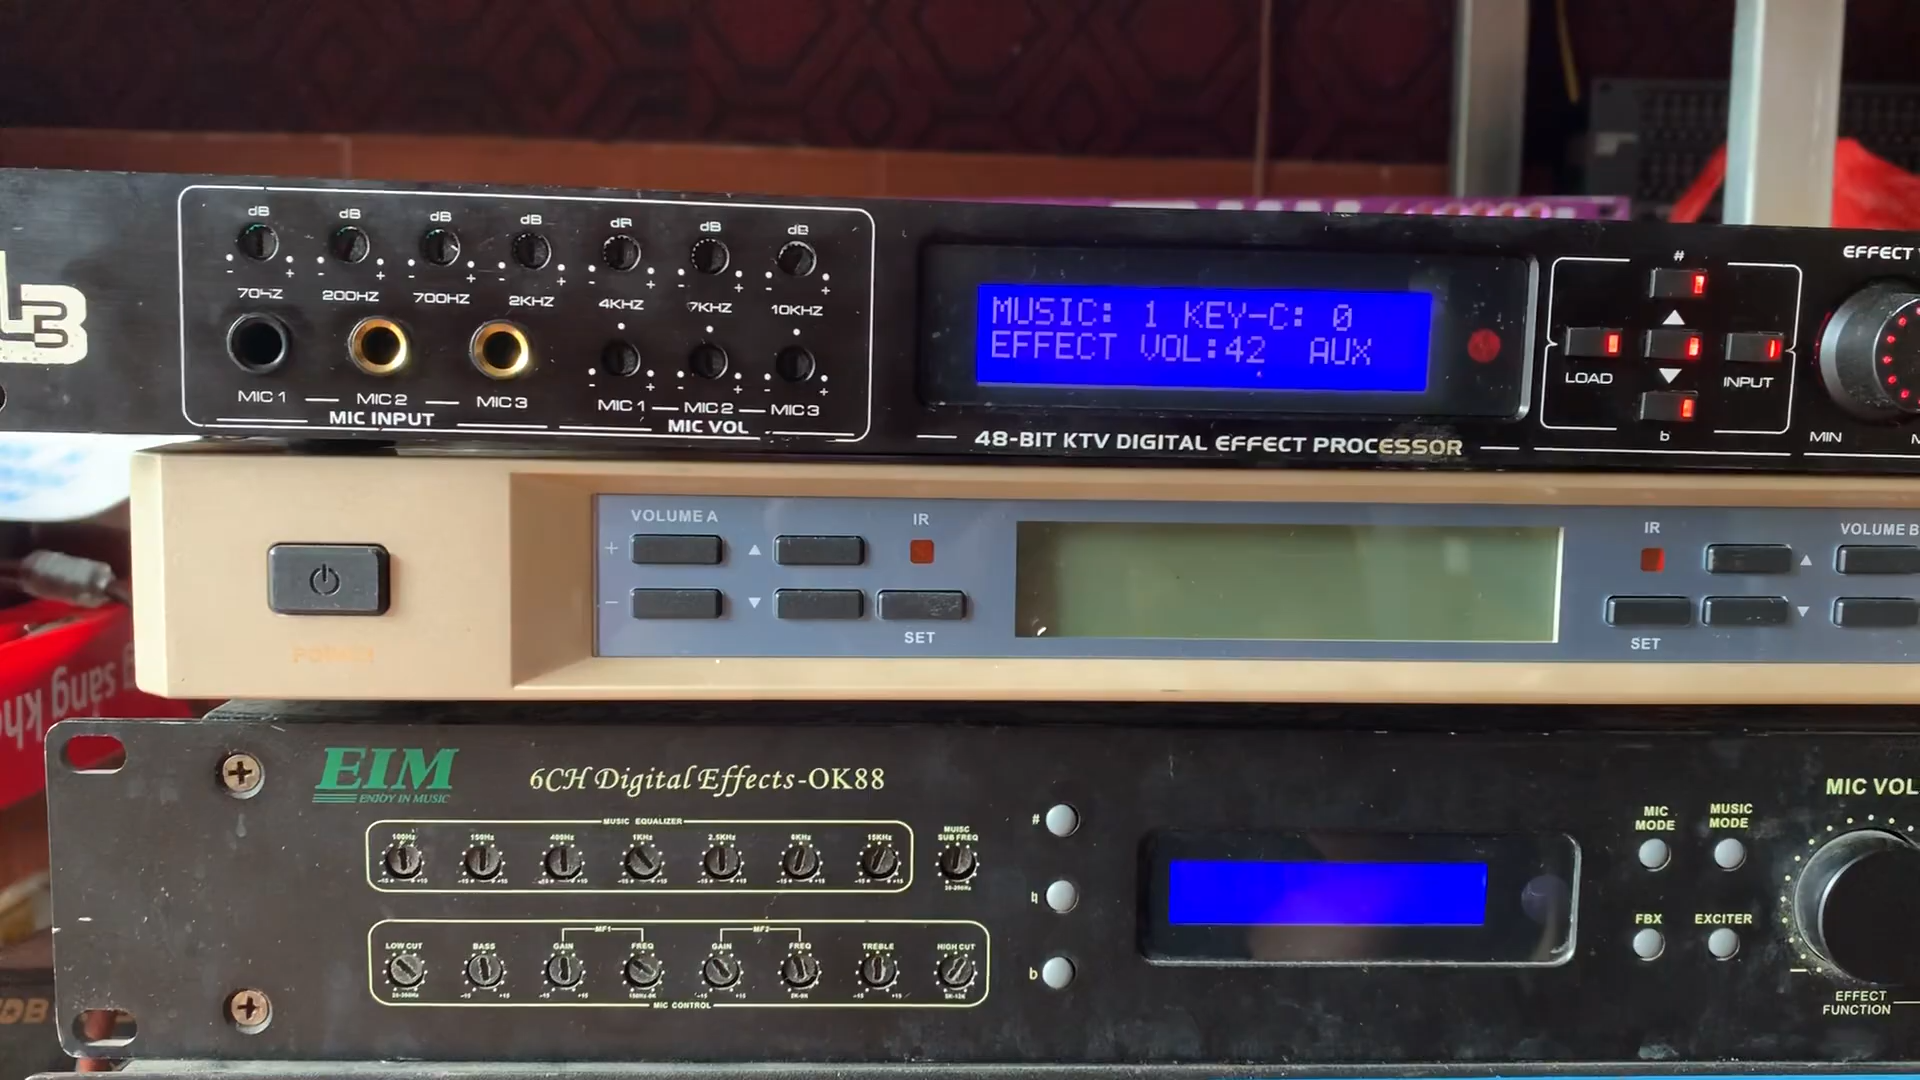 dB dB dB dB dB dB dB
- + - + - + - + - + - + - +
70HZ 200HZ 700HZ 2KHZ 4KHZ 7KHZ 10KHZ
MIC 1 MIC 2 MIC 3
MIC INPUT
- + - + - +
MIC 1 MIC 2 MIC 3
MIC VOL
MUSIC: 1 KEY-C: 0
EFFECT VOL:42 AUX
48-BIT KTV DIGITAL EFFECT PROCESSOR
#
LOAD
INPUT
b
EFFECT
MIN
VOLUME A
+
-
IR
SET
POWER
IR
SET
VOLUME B
sẵng
EIM
ENJOY IN MUSIC
6CH Digital Effects-OK88
MUSIC EQUALIZER
100Hz 150Hz 400Hz 1KHz 2.5KHz 6KHz 15KHz
MUISC
SUB FREQ
MF1 MF2
LOW CUT BASS GAIN FREQ GAIN FREQ TREBLE HIGH CUT
MIC CONTROL
#
♮
b
MIC
MODE
MUSIC
MODE
FBX
EXCITER
MIC VOL
EFFECT
FUNCTION
DB